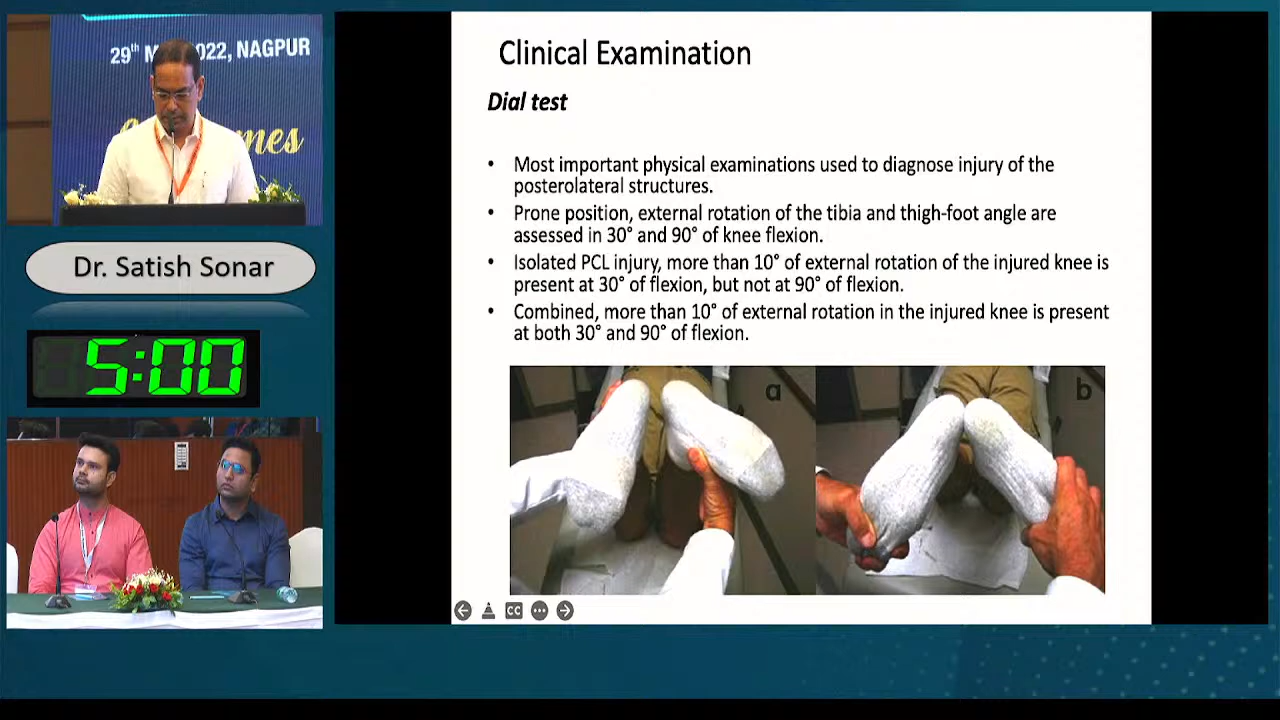 29th M 022, NAGPUR
mes
Dr. Satish Sonar
5:00
Clinical Examination
Dial test
• Most important physical examinations used to diagnose injury of the
posterolateral structures.
• Prone position, external rotation of the tibia and thigh-foot angle are
assessed in 30° and 90° of knee flexion.
• Isolated PCL injury, more than 10° of external rotation of the injured knee is
present at 30° of flexion, but not at 90° of flexion.
• Combined, more than 10° of external rotation in the injured knee is present
at both 30° and 90° of flexion.
a
b
CC